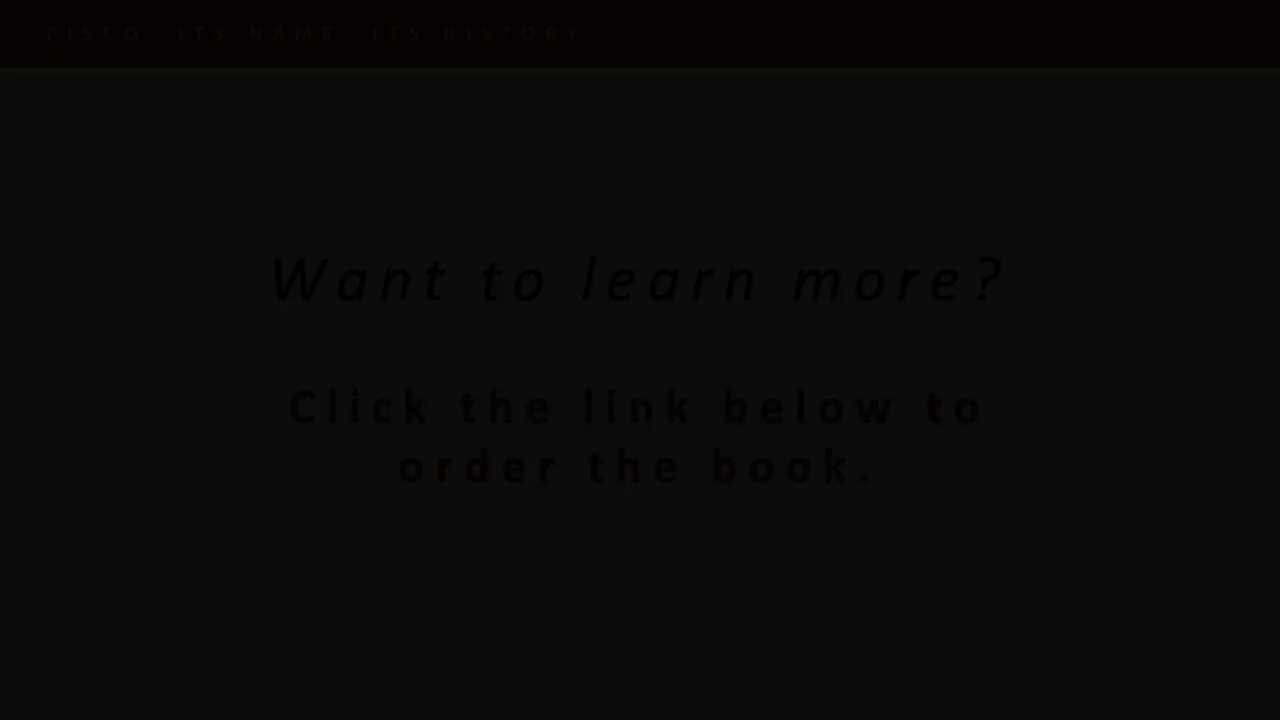 PISCO: ITS NAME. ITS HISTORY
Want to learn more?
Click the link below to
order the book.